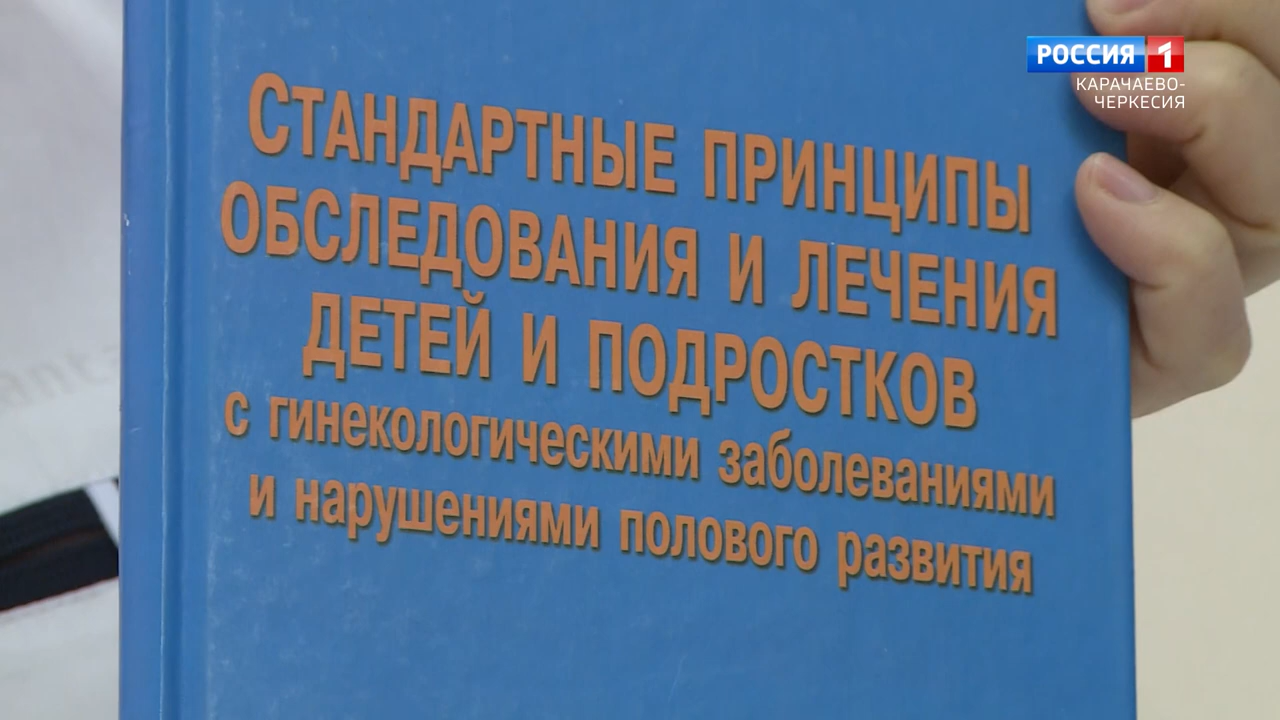 РОССИЯ 1
КАРАЧАЕВО-
ЧЕРКЕСИЯ
СТАНДАРТНЫЕ ПРИНЦИПЫ
ОБСЛЕДОВАНИЯ И ЛЕЧЕНИЯ
ДЕТЕЙ И ПОДРОСТКОВ
с гинекологическими заболеваниями
и нарушениями полового развития